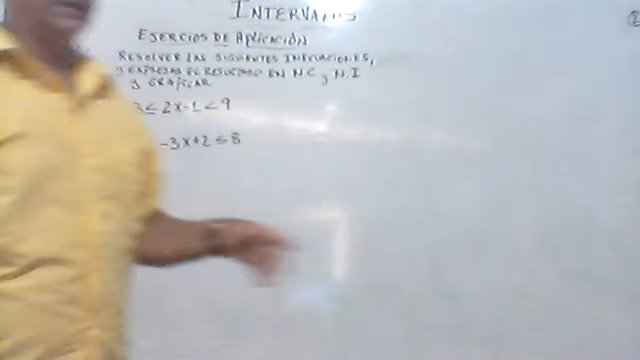 INTERVALOS
EJERCIOS DE APLICACIÓN
RESOLVER LAS SIGUIENTES INECUACIONES,
Y EXPRESAR EL RESULTADO EN N.C Y N.I
Y GRAFICAR
3 ≤ 2x-1 < 9
-3x+2 ≤ 8